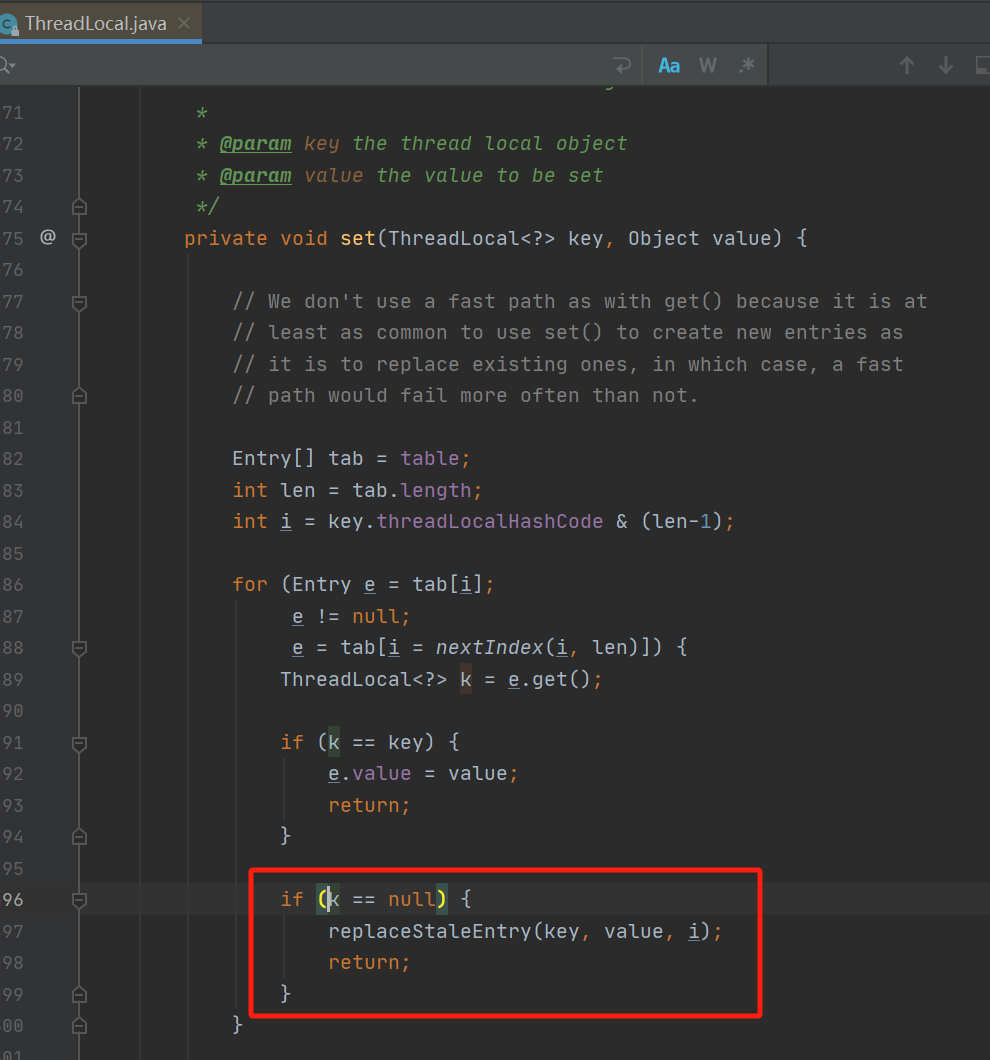 ThreadLocal.java
Aa W .*
71 *
72 * @param key the thread local object
73 * @param value the value to be set
74 */
75 @ private void set(ThreadLocal<?> key, Object value) {
76
77 // We don't use a fast path as with get() because it is at
78 // least as common to use set() to create new entries as
79 // it is to replace existing ones, in which case, a fast
80 // path would fail more often than not.
81
82 Entry[] tab = table;
83 int len = tab.length;
84 int i = key.threadLocalHashCode & (len-1);
85
86 for (Entry e = tab[i];
87 e != null;
88 e = tab[i = nextIndex(i, len)]) {
89 ThreadLocal<?> k = e.get();
90
91 if (k == key) {
92 e.value = value;
93 return;
94 }
95
96 if (k == null) {
97 replaceStaleEntry(key, value, i);
98 return;
99 }
00 }